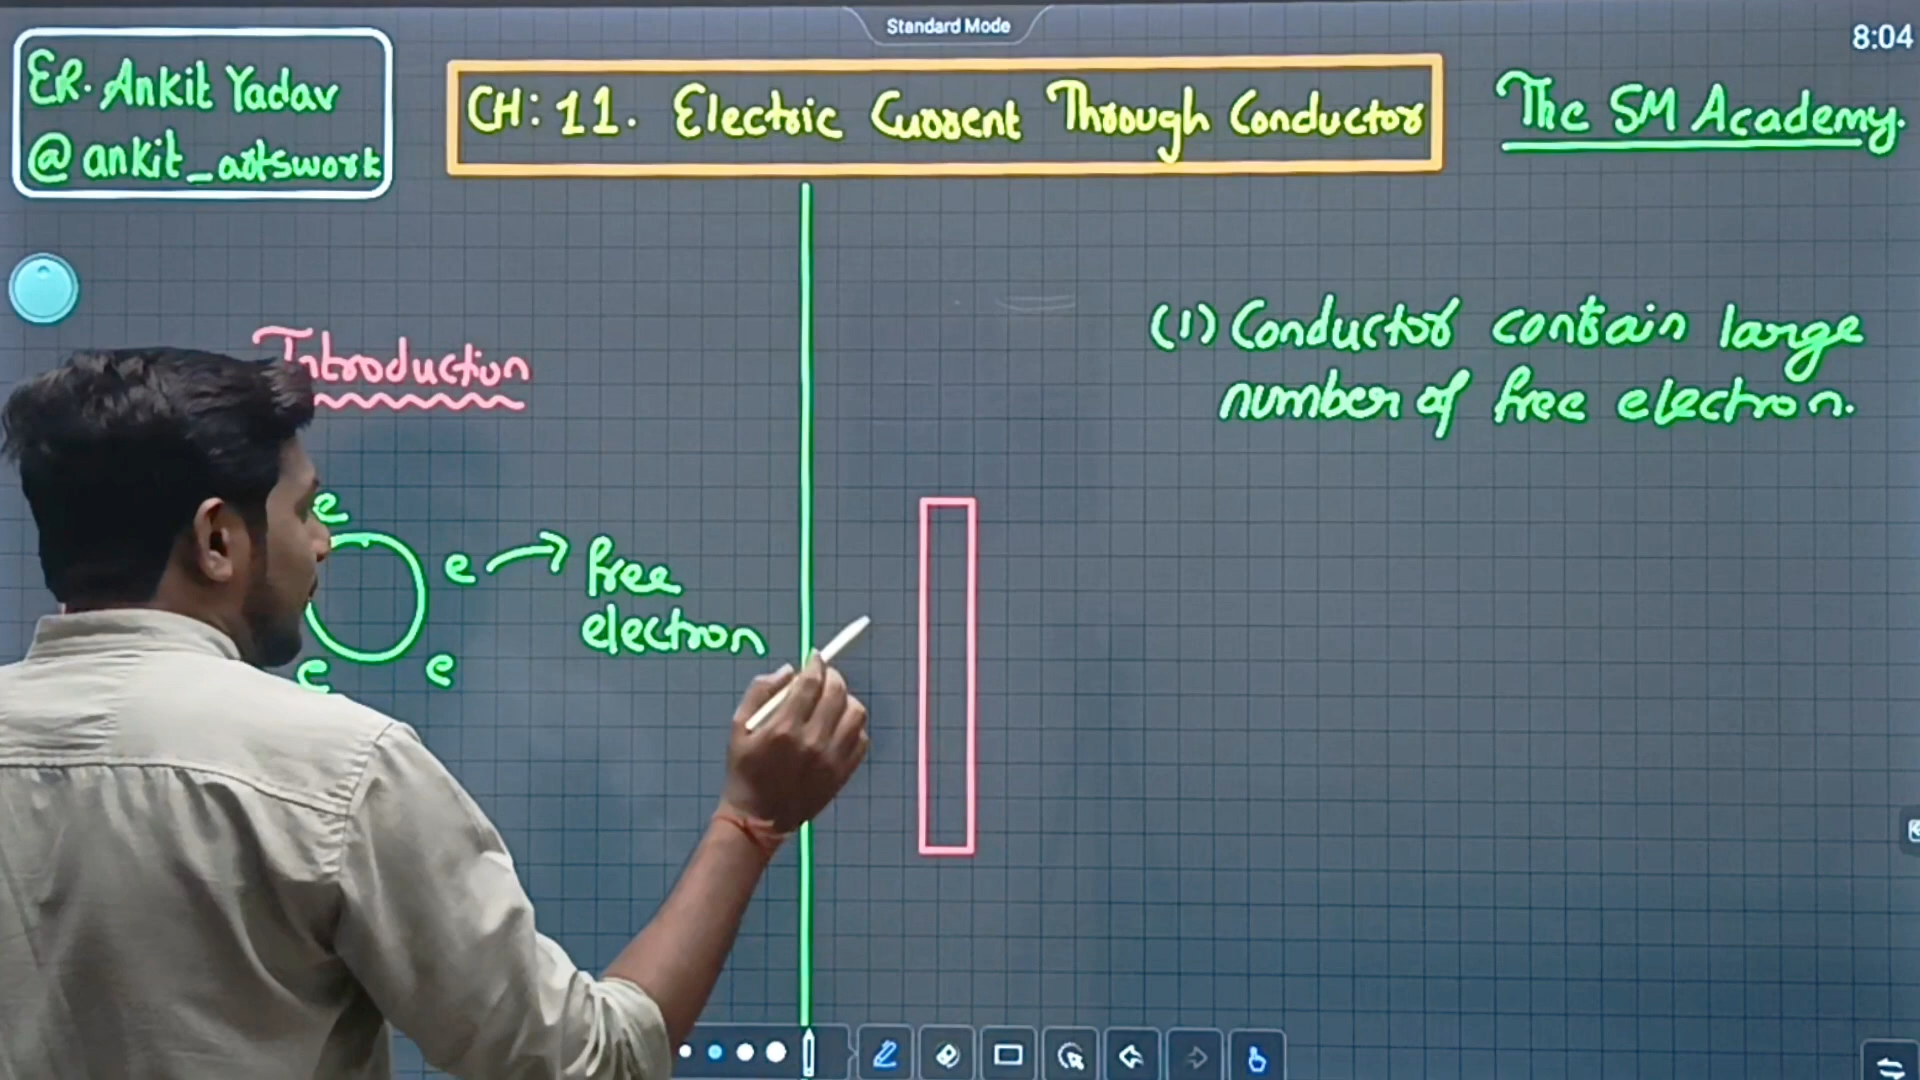 Standard Mode
8:04
ER. Ankit Yadav
@ankit_artswork
CH: 11. Electric Current Through Conductor
The SM Academy.
Introduction
(1) Conductor contain large
number of free electron.
e
e → free
electron
e
e